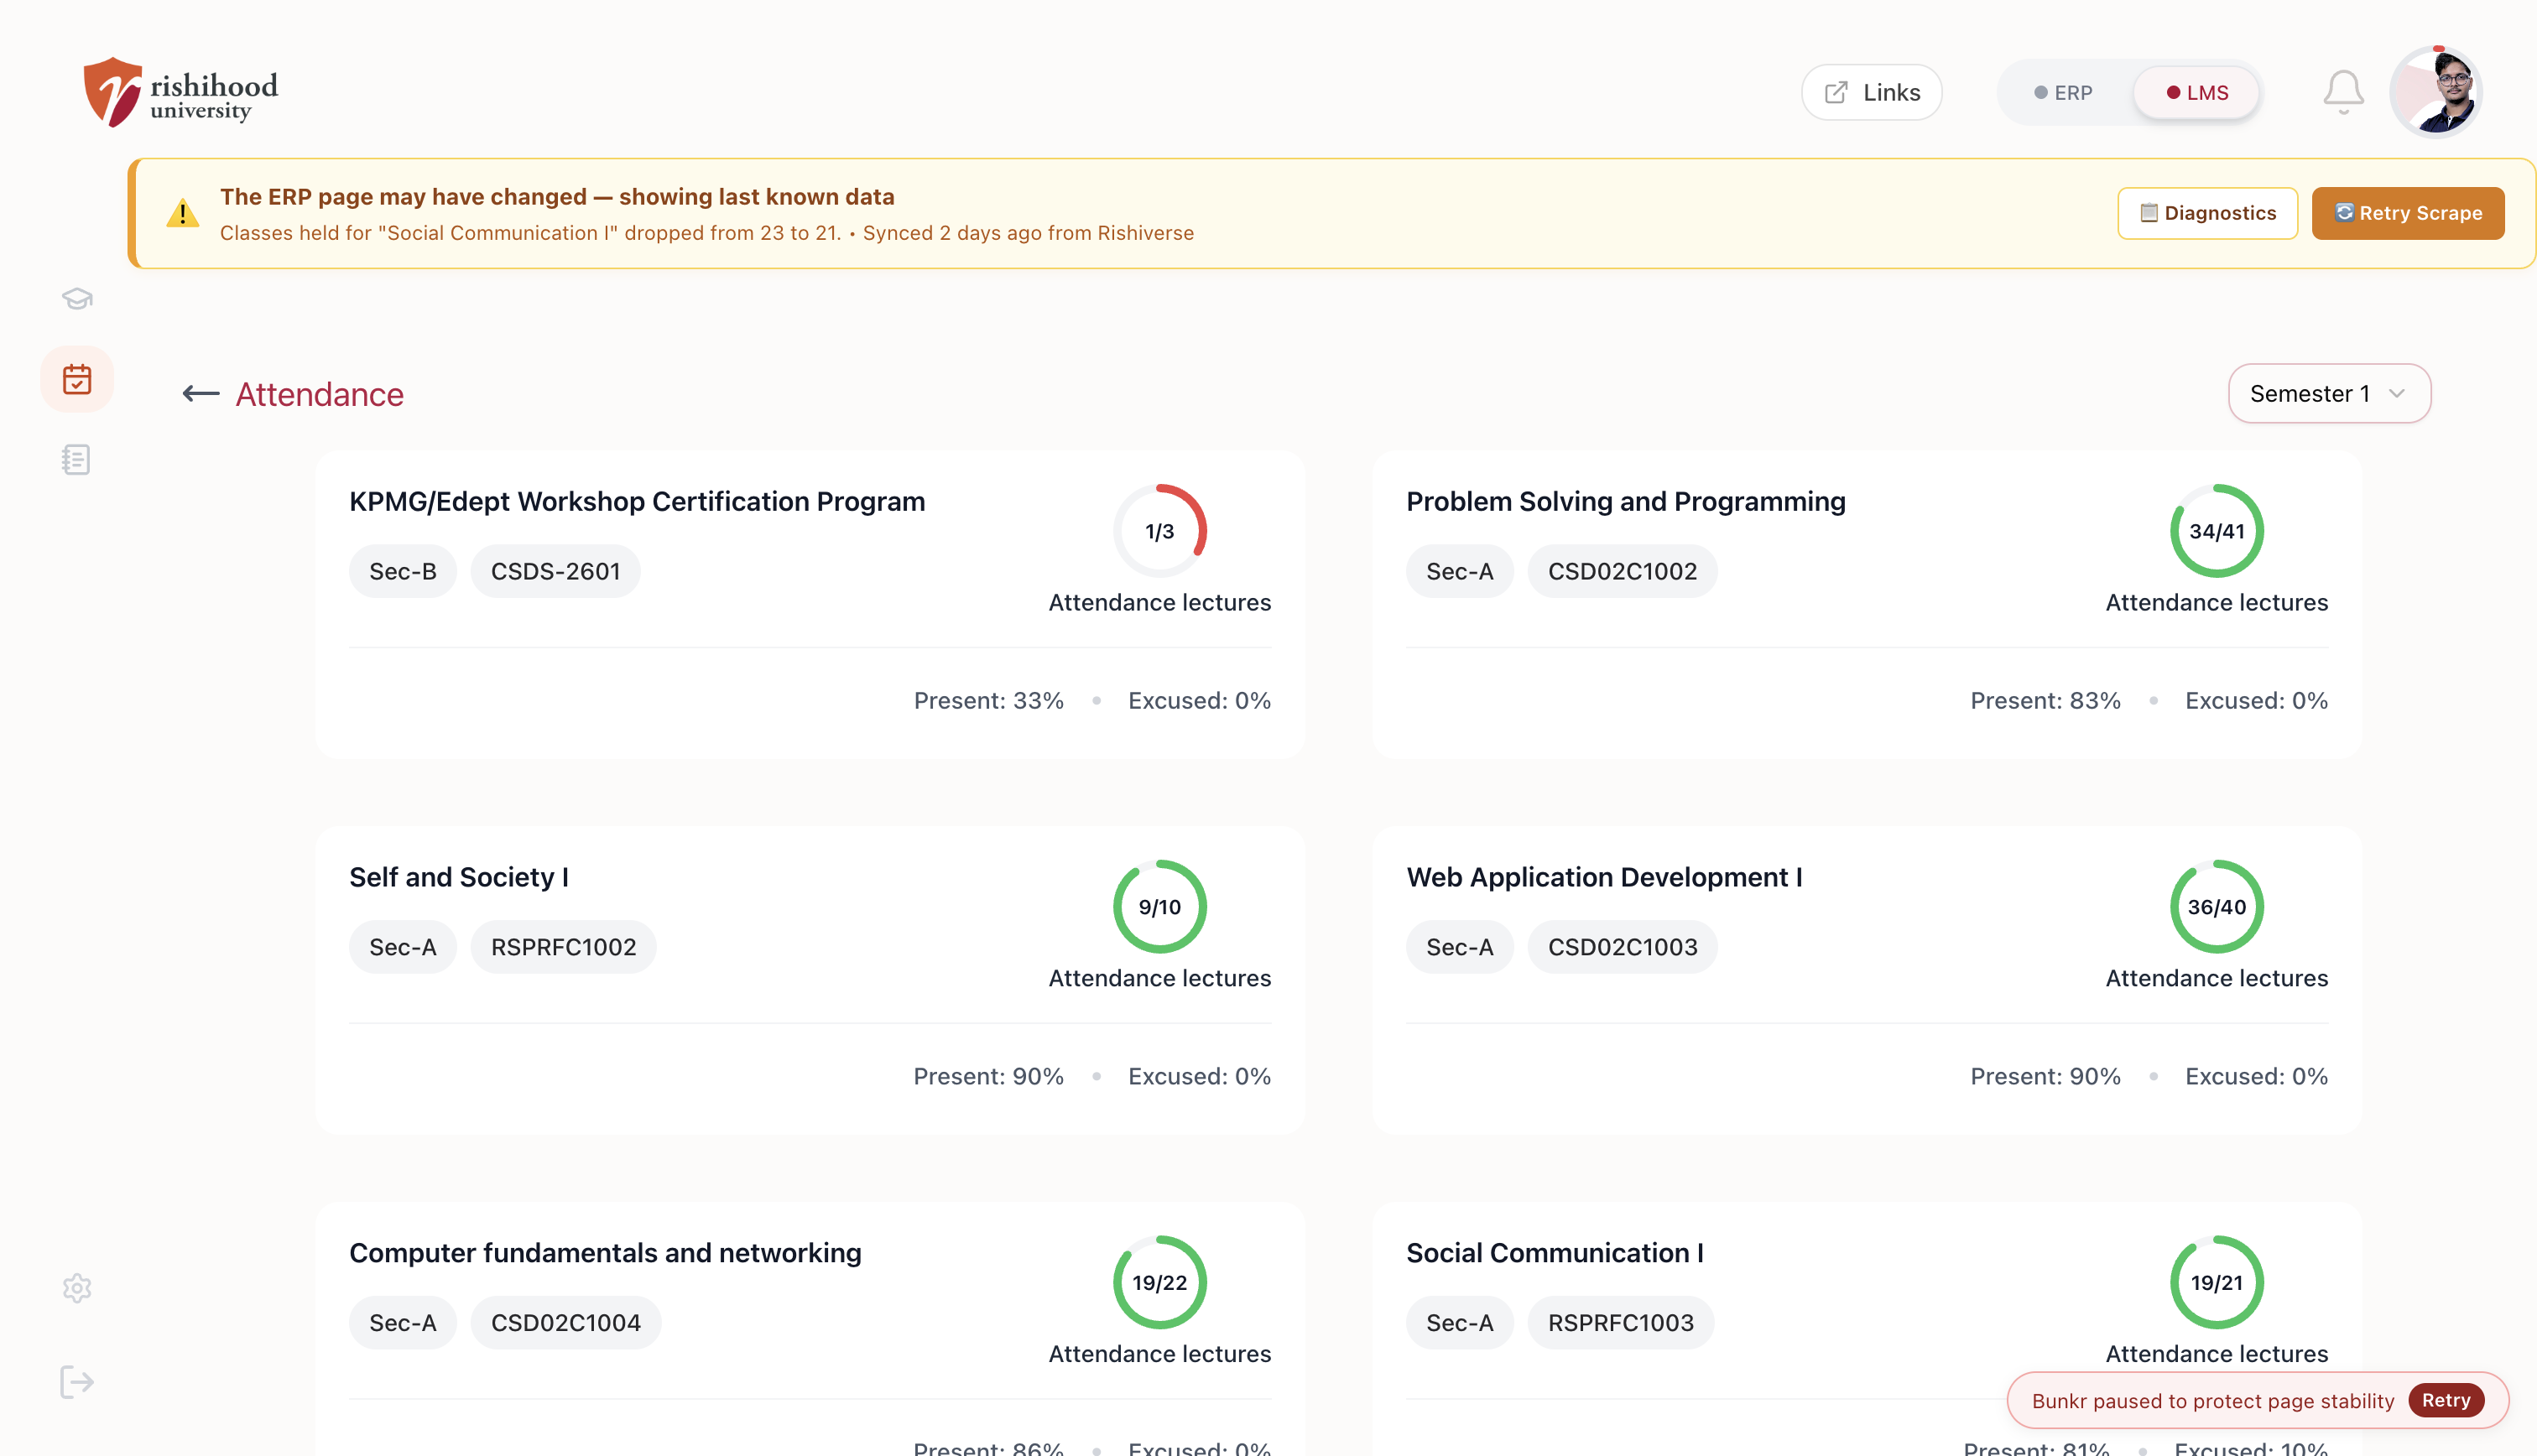 rishihood
university
Links
ERP
LMS
The ERP page may have changed — showing last known data
Classes held for "Social Communication I" dropped from 23 to 21. • Synced 2 days ago from Rishiverse
Diagnostics
Retry Scrape
Attendance
Semester 1
KPMG/Edept Workshop Certification Program
1/3
Sec-B
CSDS-2601
Attendance lectures
Present: 33% • Excused: 0%
Problem Solving and Programming
34/41
Sec-A
CSD02C1002
Attendance lectures
Present: 83% • Excused: 0%
Self and Society I
9/10
Sec-A
RSPRFC1002
Attendance lectures
Present: 90% • Excused: 0%
Web Application Development I
36/40
Sec-A
CSD02C1003
Attendance lectures
Present: 90% • Excused: 0%
Computer fundamentals and networking
19/22
Sec-A
CSD02C1004
Attendance lectures
Present: 86% • Excused: 0%
Social Communication I
19/21
Sec-A
RSPRFC1003
Attendance lectures
Present: 81% • Excused: 10%
Bunkr paused to protect page stability
Retry